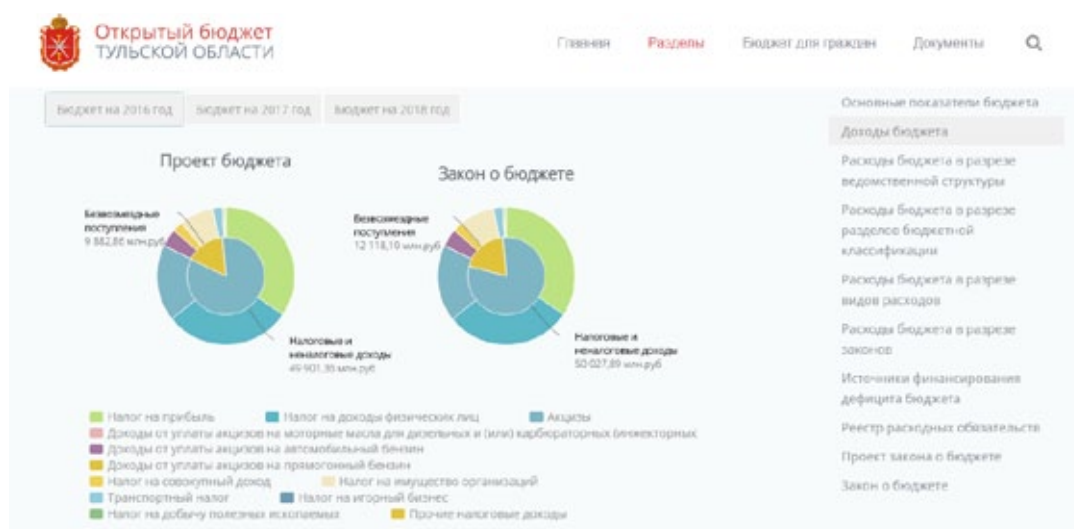 Открытый бюджет
ТУЛЬСКОЙ ОБЛАСТИ
Главная Разделы Бюджет для граждан Документы
Бюджет на 2016 год Бюджет на 2017 год Бюджет на 2018 год
Проект бюджета
Безвозмездные
поступления
9 882,86 млн.руб
Налоговые и
неналоговые доходы
49 901,36 млн.руб
Закон о бюджете
Безвозмездные
поступления
12 118,10 млн.руб
Налоговые и
неналоговые доходы
50 027,89 млн.руб
Налог на прибыль Налог на доходы физических лиц Акцизы
Доходы от уплаты акцизов на моторные масла для дизельных и (или) карбюраторных (инжекторных
Доходы от уплаты акцизов на автомобильный бензин
Доходы от уплаты акцизов на прямогонный бензин
Налог на совокупный доход Налог на имущество организаций
Транспортный налог Налог на игорный бизнес
Налог на добычу полезных ископаемых Прочие налоговые доходы
Основные показатели бюджета
Доходы бюджета
Расходы бюджета в разрезе
ведомственной структуры
Расходы бюджета в разрезе
разделов бюджетной
классификации
Расходы бюджета в разрезе
видов расходов
Расходы бюджета в разрезе
законов
Источники финансирования
дефицита бюджета
Реестр расходных обязательств
Проект закона о бюджете
Закон о бюджете